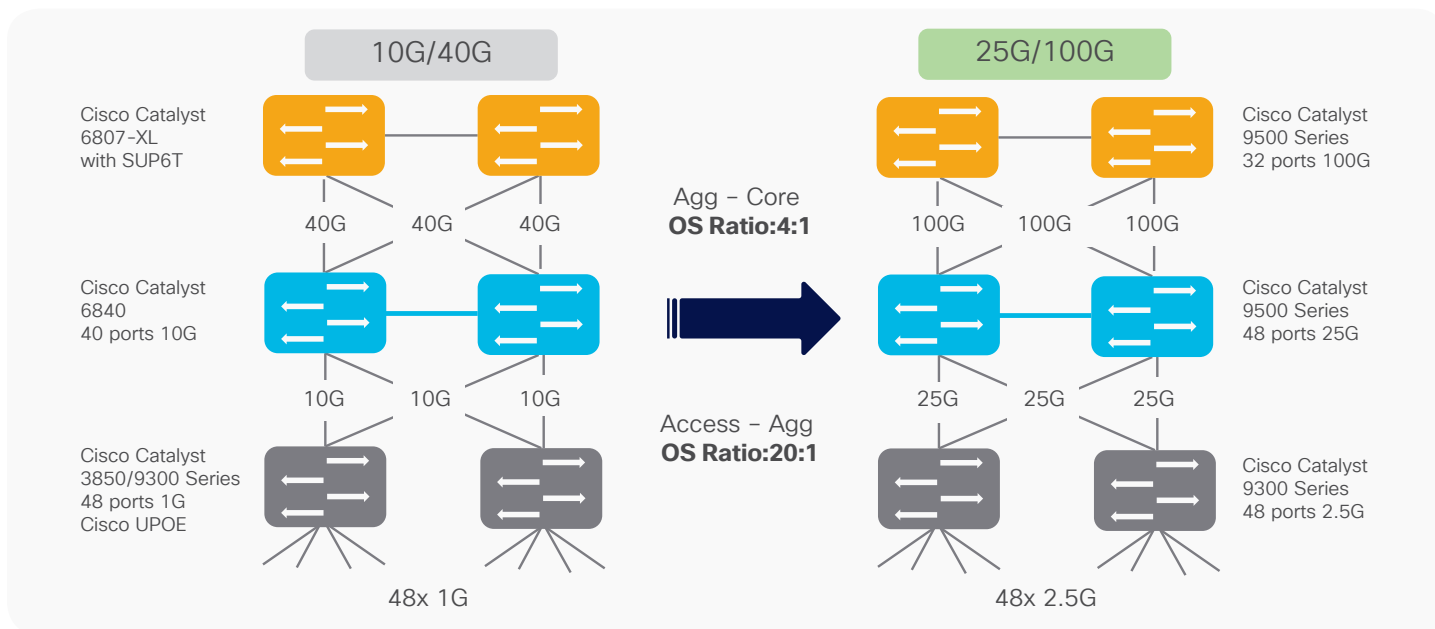 10G/40G
25G/100G
Cisco Catalyst
6807-XL
with SUP6T
Cisco Catalyst
9500 Series
32 ports 100G
Agg – Core
OS Ratio:4:1
40G
40G
40G
100G
100G
100G
Cisco Catalyst
6840
40 ports 10G
Cisco Catalyst
9500 Series
48 ports 25G
10G
10G
10G
25G
25G
25G
Access – Agg
OS Ratio:20:1
Cisco Catalyst
3850/9300 Series
48 ports 1G
Cisco UPOE
Cisco Catalyst
9300 Series
48 ports 2.5G
48x 1G
48x 2.5G